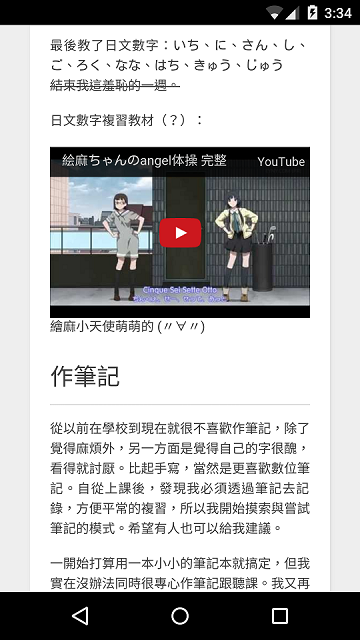 3:34
最後教了日文數字：いち、に、さん、し、
ご、ろく、なな、はち、きゅう、じゅう
結束我這羞恥的一週。
日文數字複習教材（？）：
絵麻ちゃんのangel体操 完整
YouTube
Cinque Sei Sette Otto
繪麻小天使萌萌的 (〃∀〃)
作筆記
從以前在學校到現在就很不喜歡作筆記，除了
覺得麻煩外，另一方面是覺得自己的字很醜，
看得就討厭。比起手寫，當然是更喜歡數位筆
記。自從上課後，發現我必須透過筆記去記
錄，方便平常的複習，所以我開始摸索與嘗試
筆記的模式。希望有人也可以給我建議。
一開始打算用一本小小的筆記本就搞定，但我
實在沒辦法同時很專心作筆記跟聽課。我又再